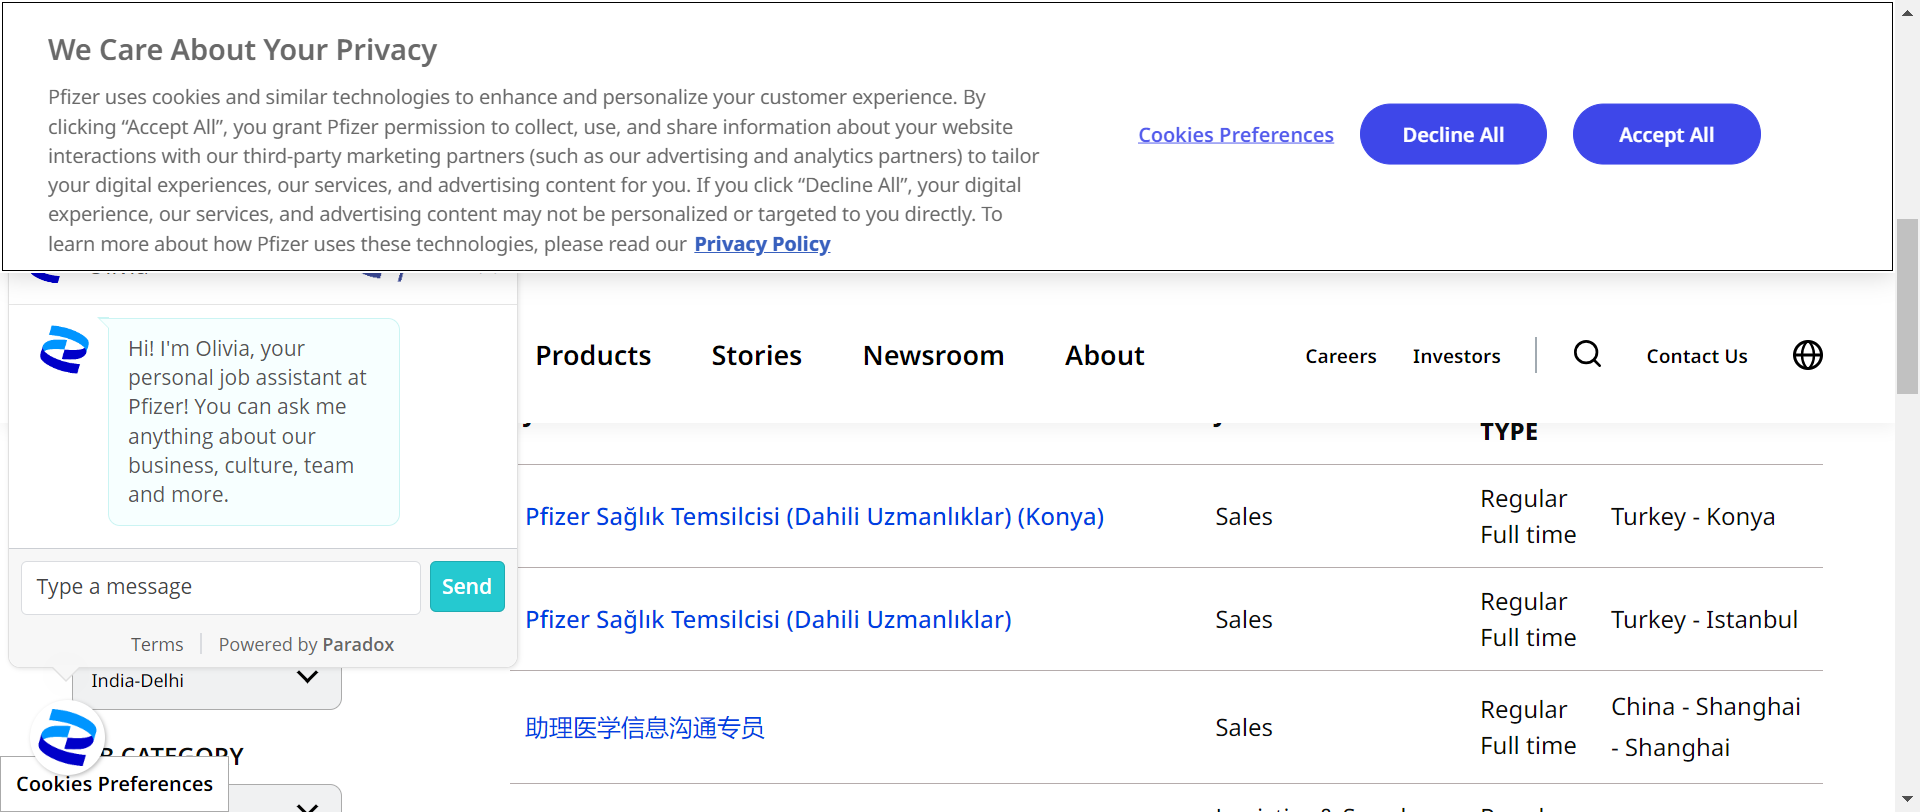 We Care About Your Privacy
Pfizer uses cookies and similar technologies to enhance and personalize your customer experience. By
clicking “Accept All”, you grant Pfizer permission to collect, use, and share information about your website
interactions with our third-party marketing partners (such as our advertising and analytics partners) to tailor
your digital experiences, our services, and advertising content for you. If you click “Decline All”, your digital
experience, our services, and advertising content may not be personalized or targeted to you directly. To
learn more about how Pfizer uses these technologies, please read our Privacy Policy
Cookies Preferences
Decline All
Accept All
Hi! I'm Olivia, your
personal job assistant at
Pfizer! You can ask me
anything about our
business, culture, team
and more.
Type a message
Send
Terms
Powered by Paradox
India-Delhi
CATEGORY
Cookies Preferences
Products
Stories
Newsroom
About
Careers
Investors
Contact Us
TYPE
Pfizer Sağlık Temsilcisi (Dahili Uzmanlıklar) (Konya)
Sales
Regular
Full time
Turkey - Konya
Pfizer Sağlık Temsilcisi (Dahili Uzmanlıklar)
Sales
Regular
Full time
Turkey - Istanbul
助理医学信息沟通专员
Sales
Regular
Full time
China - Shanghai
- Shanghai